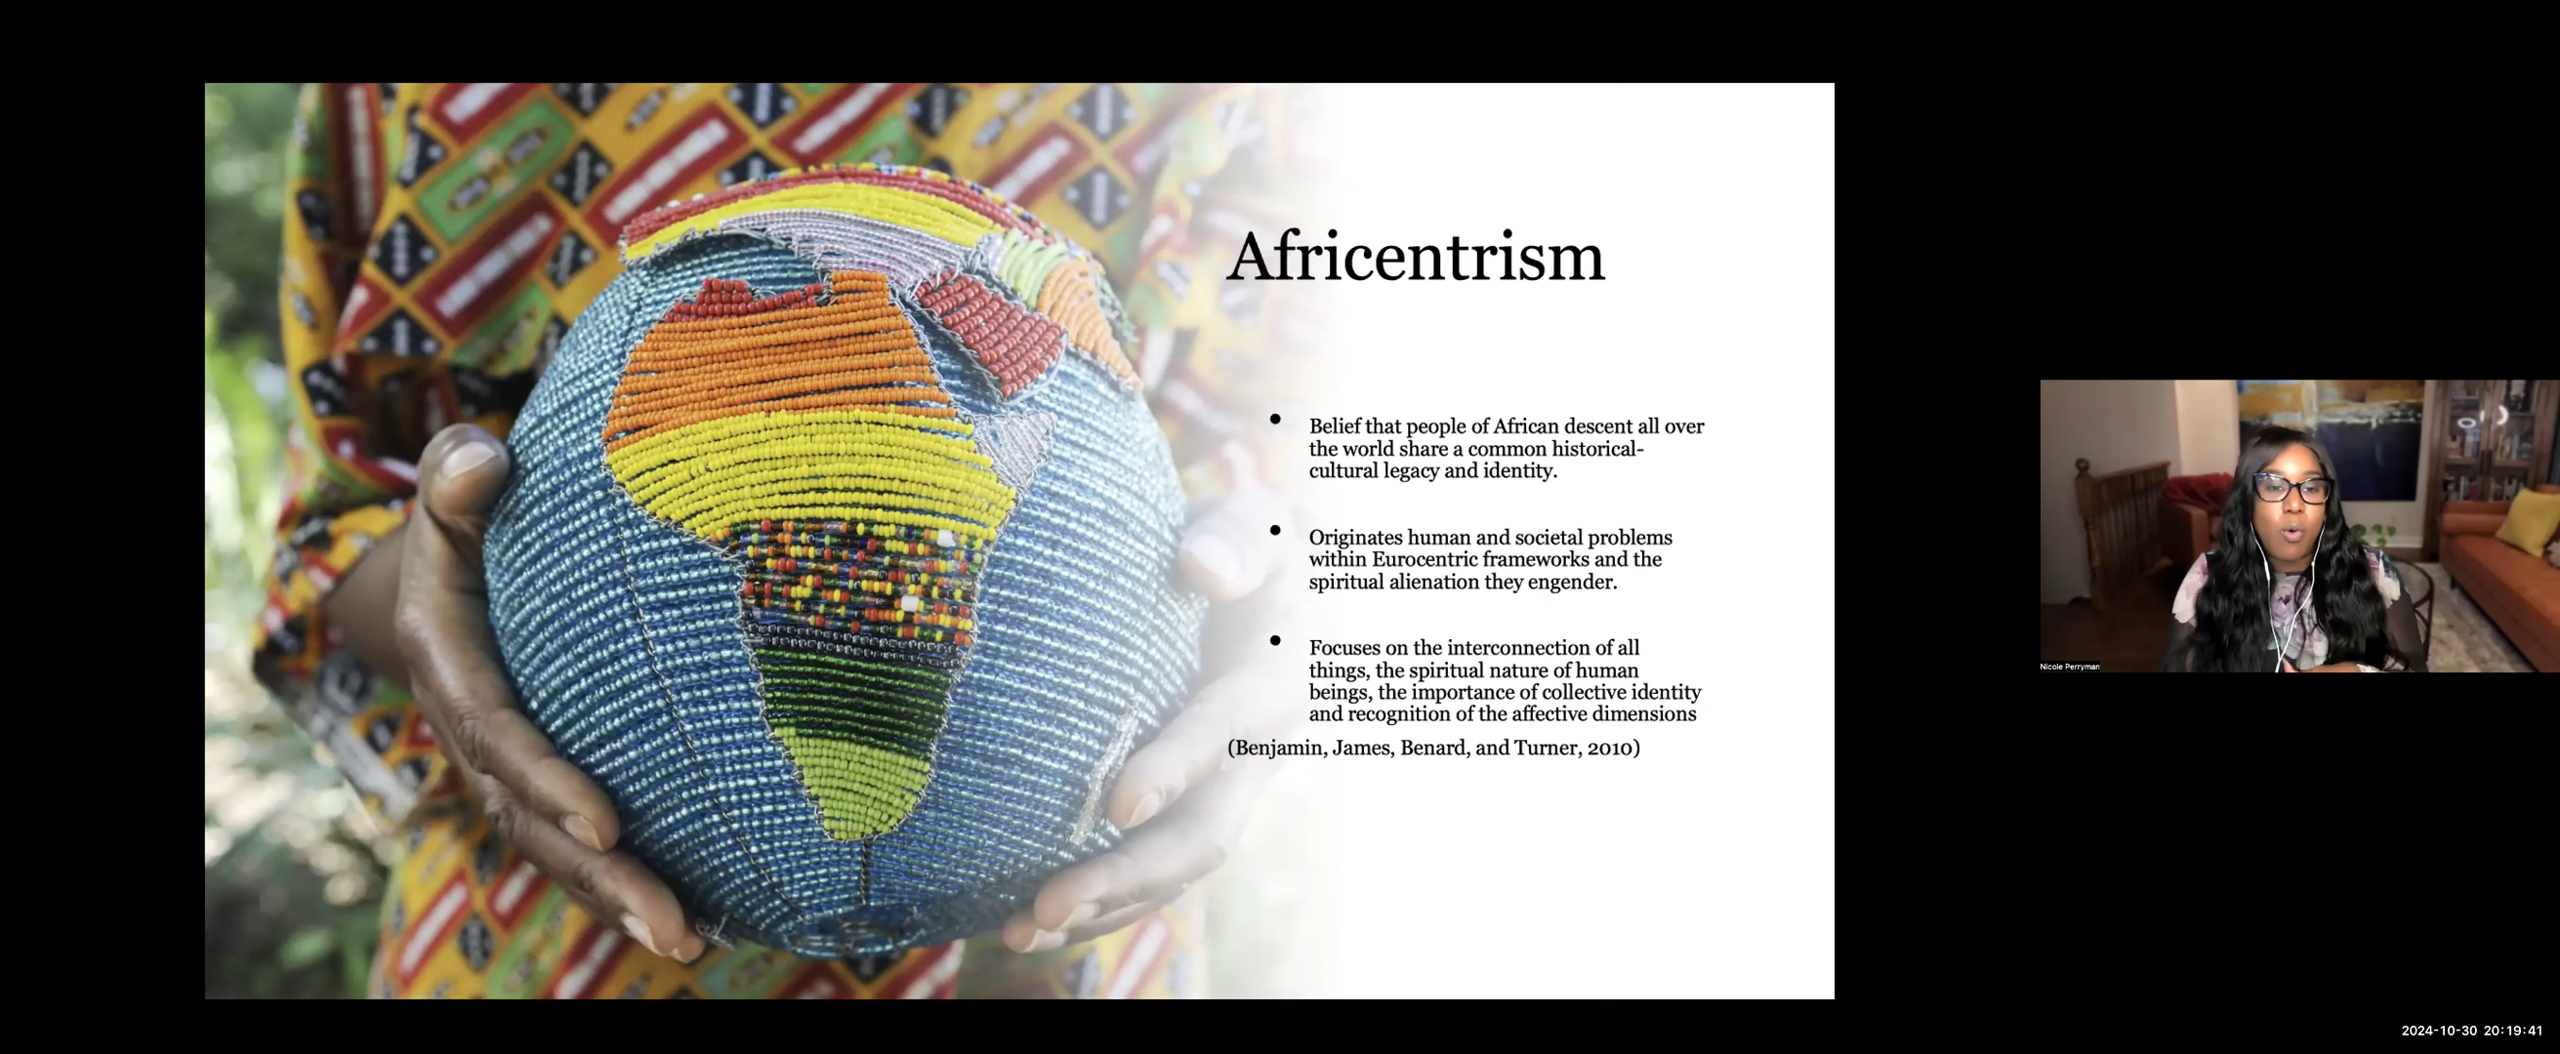 Africentrism
• Belief that people of African descent all over
the world share a common historical-
cultural legacy and identity.
• Originates human and societal problems
within Eurocentric frameworks and the
spiritual alienation they engender.
• Focuses on the interconnection of all
things, the spiritual nature of human
beings, the importance of collective identity
and recognition of the affective dimensions
(Benjamin, James, Benard, and Turner, 2010)
Nicole Perryman
2024-10-30 20:19:41